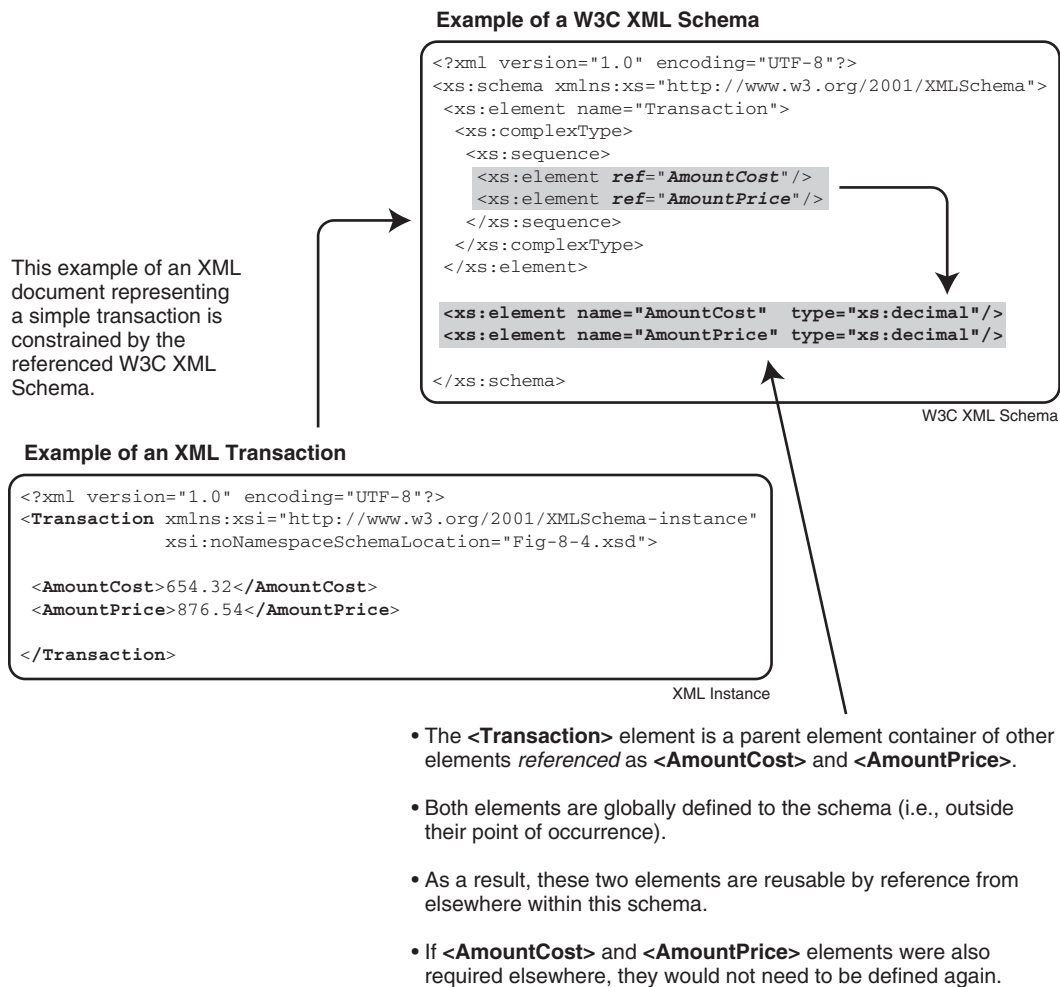 Example of a W3C XML Schema
<?xml version="1.0" encoding="UTF-8"?>
<xs:schema xmlns:xs="http://www.w3.org/2001/XMLSchema">
<xs:element name="Transaction">
<xs:complexType>
<xs:sequence>
<xs:element ref="AmountCost"/>
<xs:element ref="AmountPrice"/>
</xs:sequence>
</xs:complexType>
</xs:element>
<xs:element name="AmountCost" type="xs:decimal"/>
<xs:element name="AmountPrice" type="xs:decimal"/>
</xs:schema>
W3C XML Schema
This example of an XML
document representing
a simple transaction is
constrained by the
referenced W3C XML
Schema.
Example of an XML Transaction
<?xml version="1.0" encoding="UTF-8"?>
<Transaction xmlns:xsi="http://www.w3.org/2001/XMLSchema-instance"
xsi:noNamespaceSchemaLocation="Fig-8-4.xsd">
<AmountCost>654.32</AmountCost>
<AmountPrice>876.54</AmountPrice>
</Transaction>
XML Instance
• The <Transaction> element is a parent element container of other
elements referenced as <AmountCost> and <AmountPrice>.
• Both elements are globally defined to the schema (i.e., outside
their point of occurrence).
• As a result, these two elements are reusable by reference from
elsewhere within this schema.
• If <AmountCost> and <AmountPrice> elements were also
required elsewhere, they would not need to be defined again.